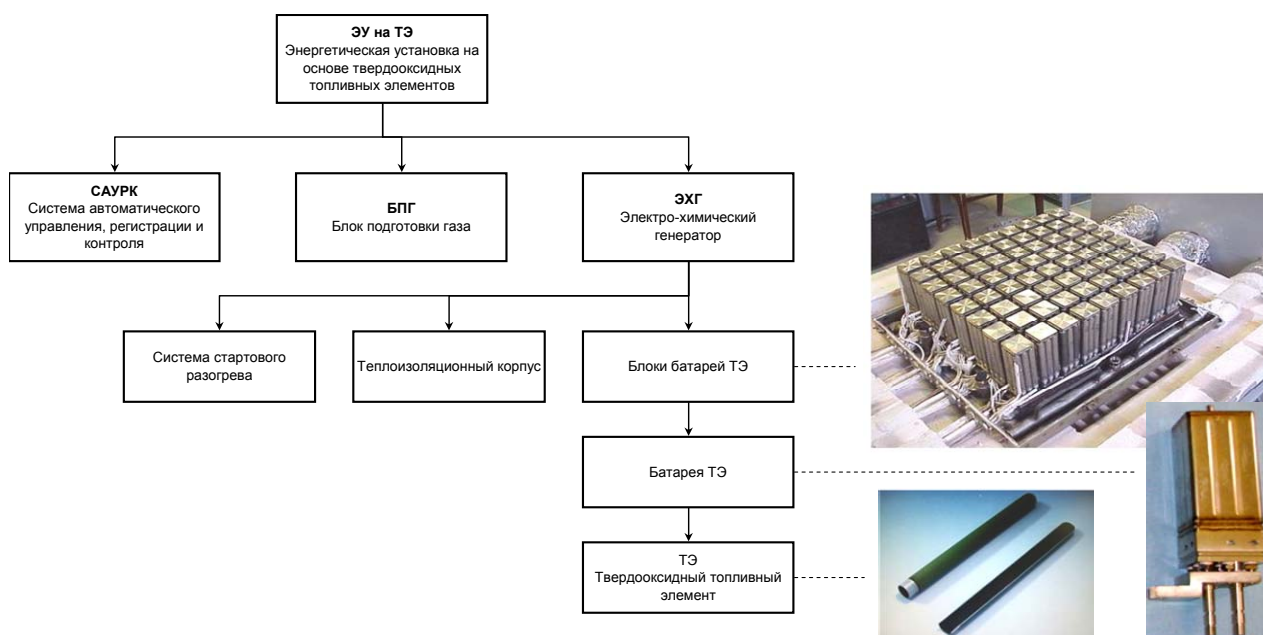 ЭУ на ТЭ
Энергетическая установка на
основе твердооксидных
топливных элементов
САУРК
Система автоматического
управления, регистрации и
контроля
БПГ
Блок подготовки газа
ЭХГ
Электро-химический
генератор
Система стартового
разогрева
Теплоизоляционный корпус
Блоки батарей ТЭ
Батарея ТЭ
ТЭ
Твердооксидный топливный
элемент